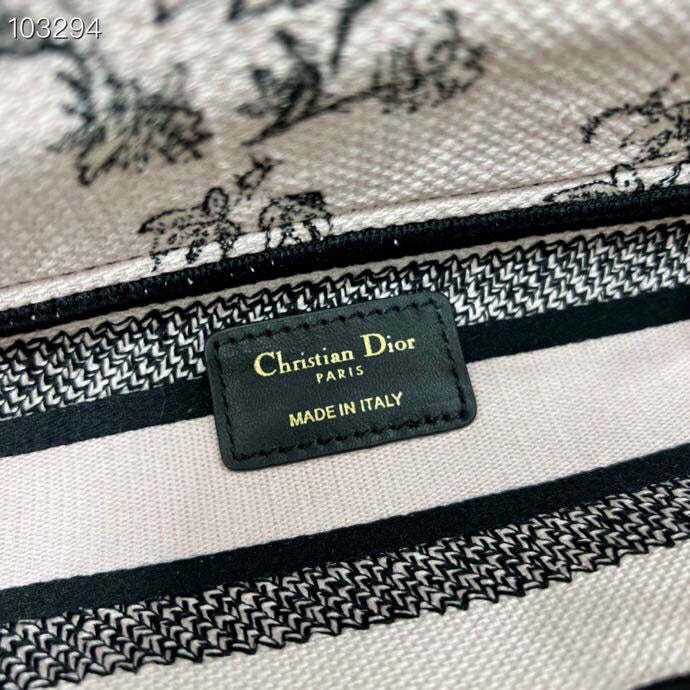 103294
Christian Dior
PARIS
MADE IN ITALY